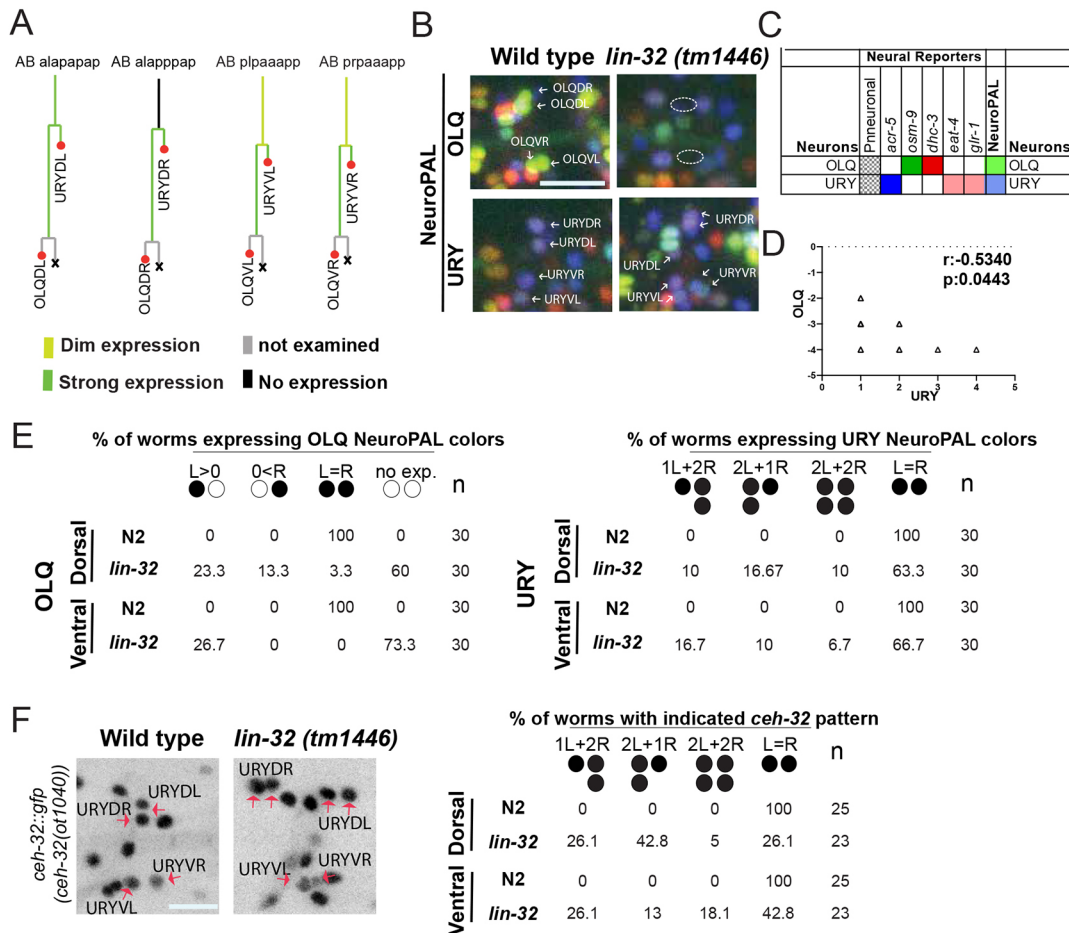 A
AB alapapap
AB alapppap
AB plpaaapp
AB prpaaapp
URYDL
URYDR
URYVL
URYVR
OLQDL
x
OLQDR
x
OLQVL
x
OLQVR
x
Dim expression
not examined
Strong expression
No expression
B
Wild type lin-32 (tm1446)
NeuroPAL
OLQ
OLQDR
OLQDL
OLQVR
OLQVL
URY
URYDR
URYDL
URYVR
URYVL
URYDR
URYDL
URYVR
URYVL
C
Neural Reporters
Neurons
Pnneuronal
acr-5
osm-9
dhc-3
eat-4
glr-1
NeuroPAL
Neurons
OLQ
OLQ
URY
URY
D
r:-0.5340
p:0.0443
OLQ
0
-1
-2
-3
-4
-5
0 1 2 3 4 5
URY
E
% of worms expressing OLQ NeuroPAL colors
L>0 0<R L=R no exp. n
OLQ
Dorsal
N2 0 0 100 0 30
lin-32 23.3 13.3 3.3 60 30
Ventral
N2 0 0 100 0 30
lin-32 26.7 0 0 73.3 30
% of worms expressing URY NeuroPAL colors
1L+2R 2L+1R 2L+2R L=R n
URY
Dorsal
N2 0 0 0 100 30
lin-32 10 16.67 10 63.3 30
Ventral
N2 0 0 0 100 30
lin-32 16.7 10 6.7 66.7 30
F
Wild type
lin-32 (tm1446)
ceh-32::gfp
(ceh-32(ot1040))
URYDL
URYDR
URYVR
URYVL
URYDR
URYDL
URYVL
URYVR
% of worms with indicated ceh-32 pattern
1L+2R 2L+1R 2L+2R L=R n
Dorsal
N2 0 0 0 100 25
lin-32 26.1 42.8 5 26.1 23
Ventral
N2 0 0 0 100 25
lin-32 26.1 13 18.1 42.8 23